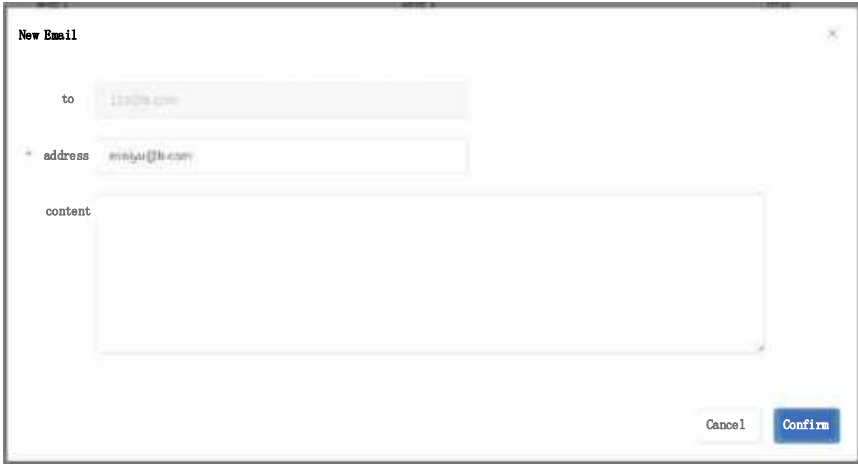 New Email
to
* address
content
Cancel
Confirm